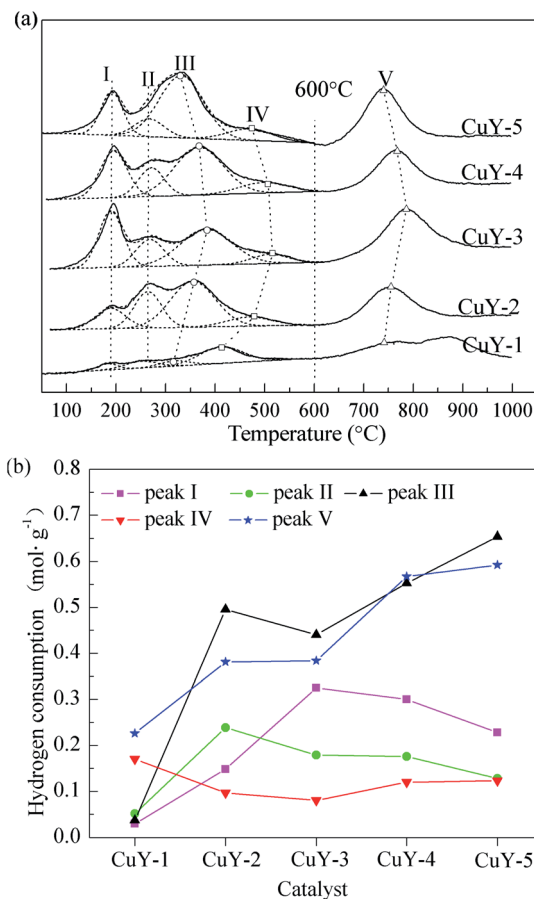 (a)
I
II
III
IV
600°C
V
CuY-5
CuY-4
CuY-3
CuY-2
CuY-1
100 200 300 400 500 600 700 800 900 1000
Temperature (°C)
(b)
0.8
0.7
0.6
0.5
0.4
0.3
0.2
0.1
0.0
Hydrogen consumption (mol· g⁻¹)
peak I peak II peak III
peak IV peak V
CuY-1 CuY-2 CuY-3 CuY-4 CuY-5
Catalyst